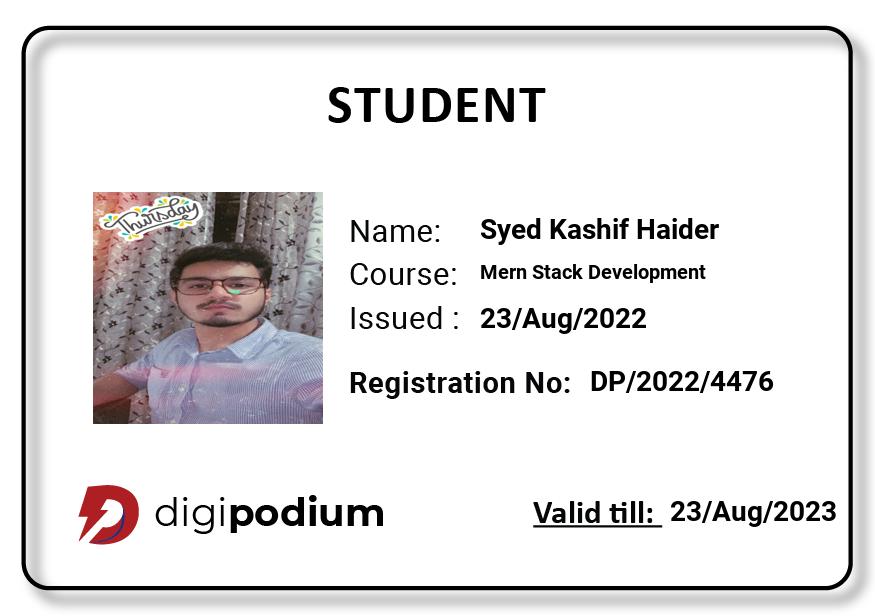 STUDENT
Thursday
Name: Syed Kashif Haider
Course: Mern Stack Development
Issued : 23/Aug/2022
Registration No: DP/2022/4476
digipodium
Valid till: 23/Aug/2023